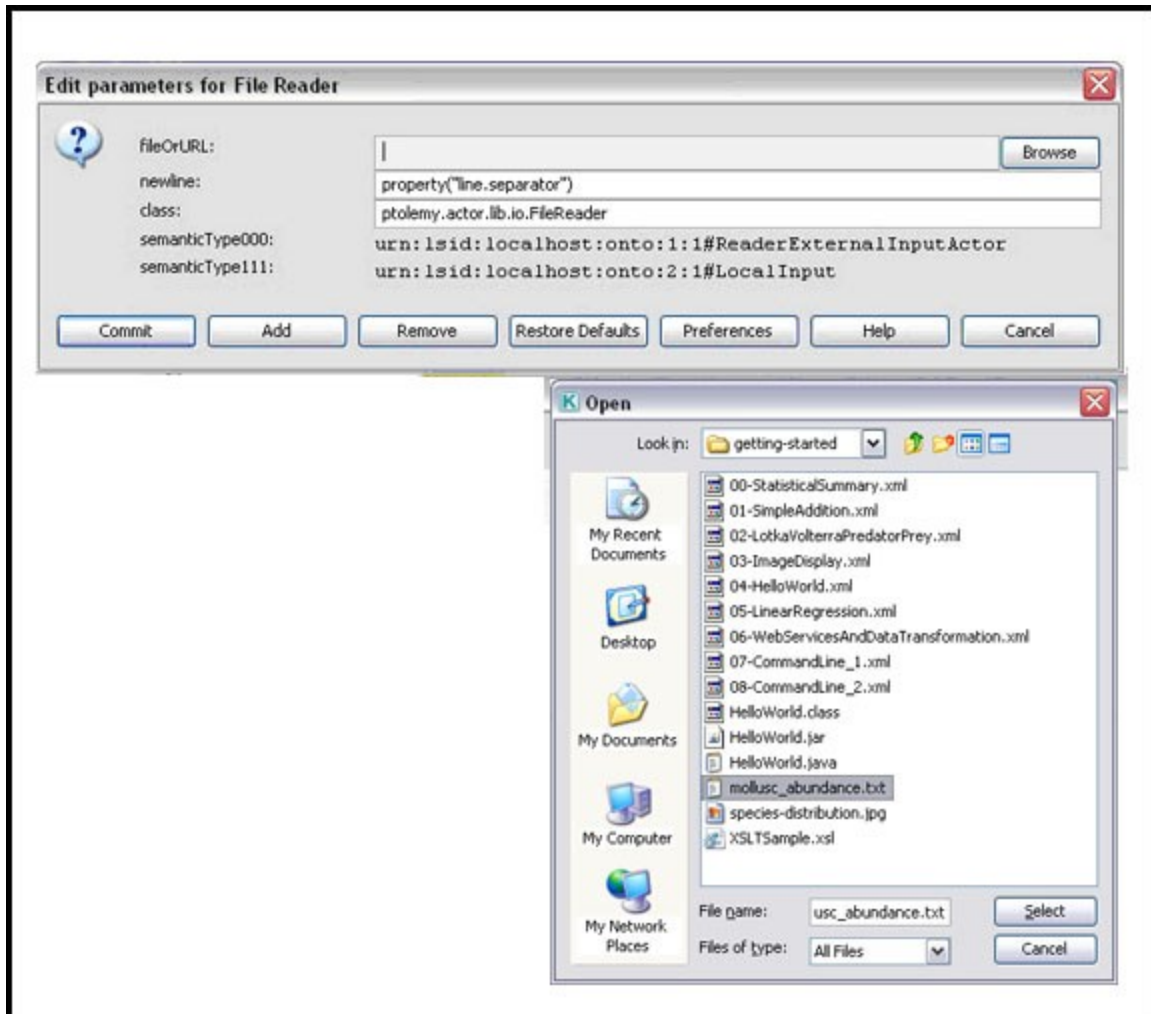 Edit parameters for File Reader
fileOrURL:
Browse
newline: property("line.separator")
class: ptolemy.actor.lib.io.FileReader
semanticType000: urn:lsid:localhost:onto:1:1#ReaderExternalInputActor
semanticType111: urn:lsid:localhost:onto:2:1#LocalInput
Commit Add Remove Restore Defaults Preferences Help Cancel
K Open
Look in: getting-started
My Recent
Documents
Desktop
My Documents
My Computer
My Network
Places
00-StatisticalSummary.xml
01-SimpleAddition.xml
02-LotkaVolterraPredatorPrey.xml
03-ImageDisplay.xml
04-HelloWorld.xml
05-LinearRegression.xml
06-WebServicesAndDataTransformation.xml
07-CommandLine_1.xml
08-CommandLine_2.xml
HelloWorld.class
HelloWorld.jar
HelloWorld.java
mollusc_abundance.txt
species-distribution.jpg
XSLTSample.xsl
File name: usc_abundance.txt Select
Files of type: All Files Cancel